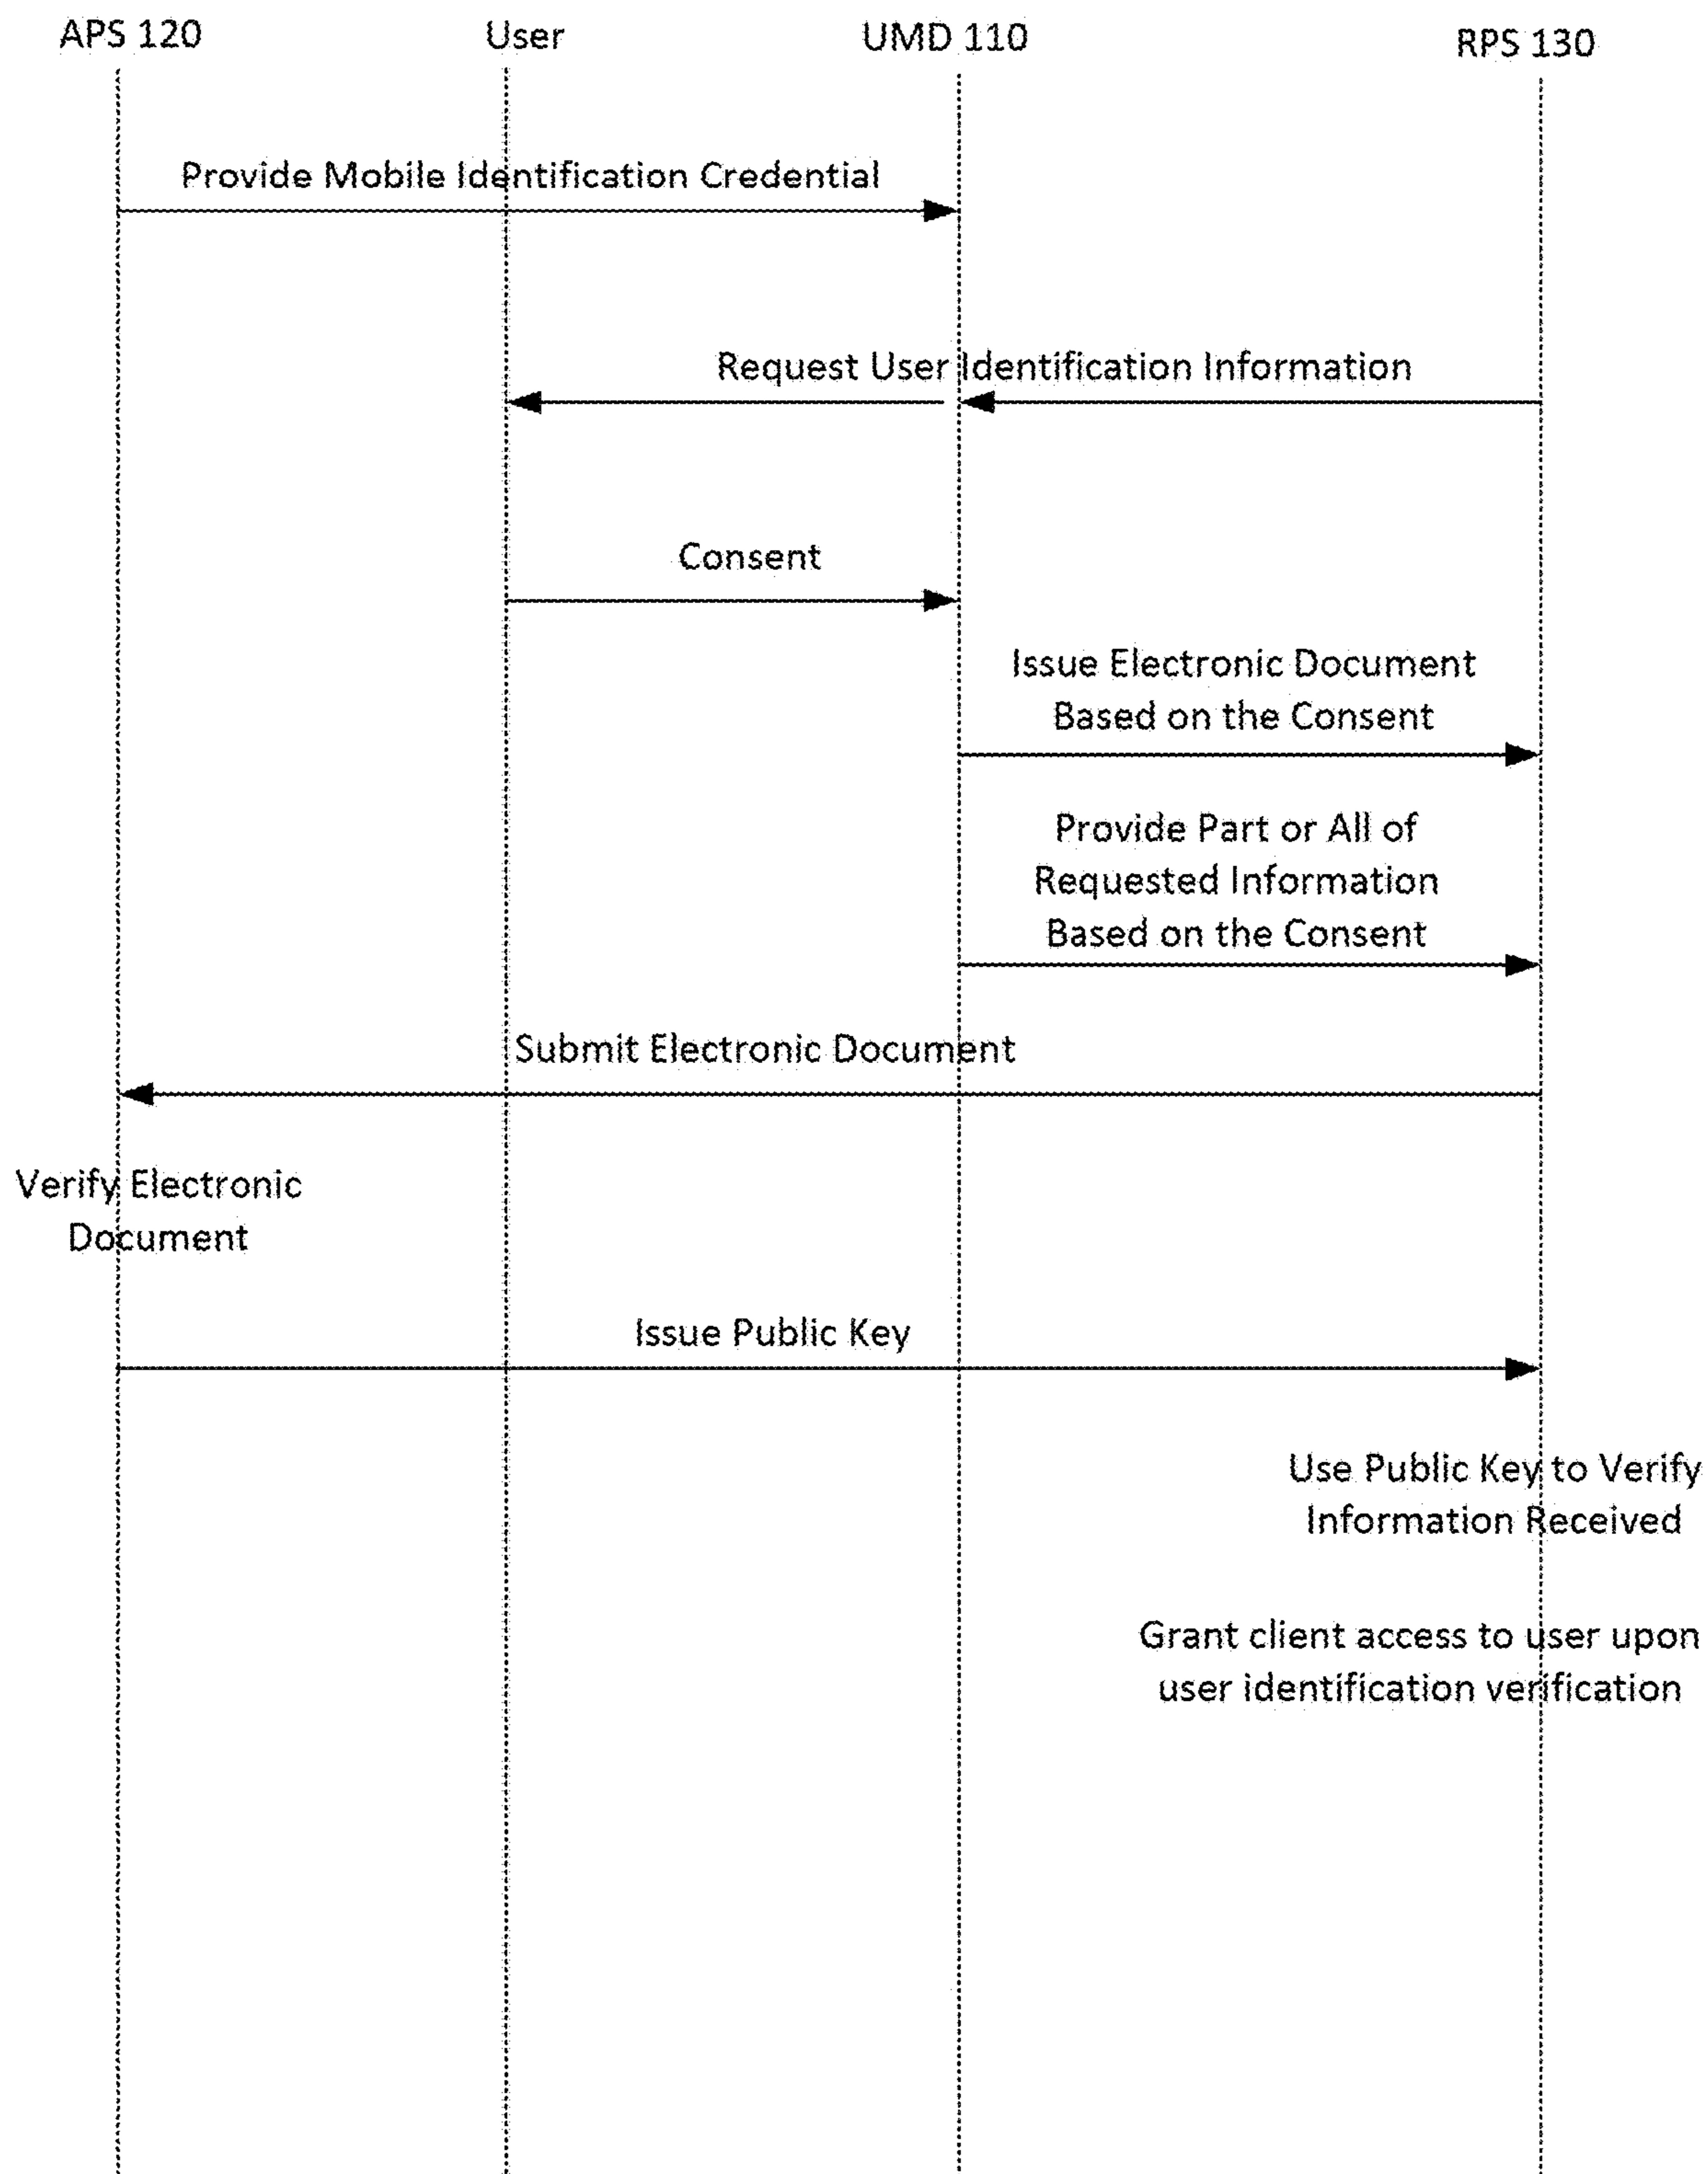 APS 120
User
UMD 110
RPS 130
Provide Mobile Identification Credential
Request User Identification Information
Consent
Issue Electronic Document
Based on the Consent
Provide Part or All of
Requested Information
Based on the Consent
Submit Electronic Document
Verify Electronic
Document
Issue Public Key
Use Public Key to Verify
Information Received
Grant client access to user upon
user identification verification